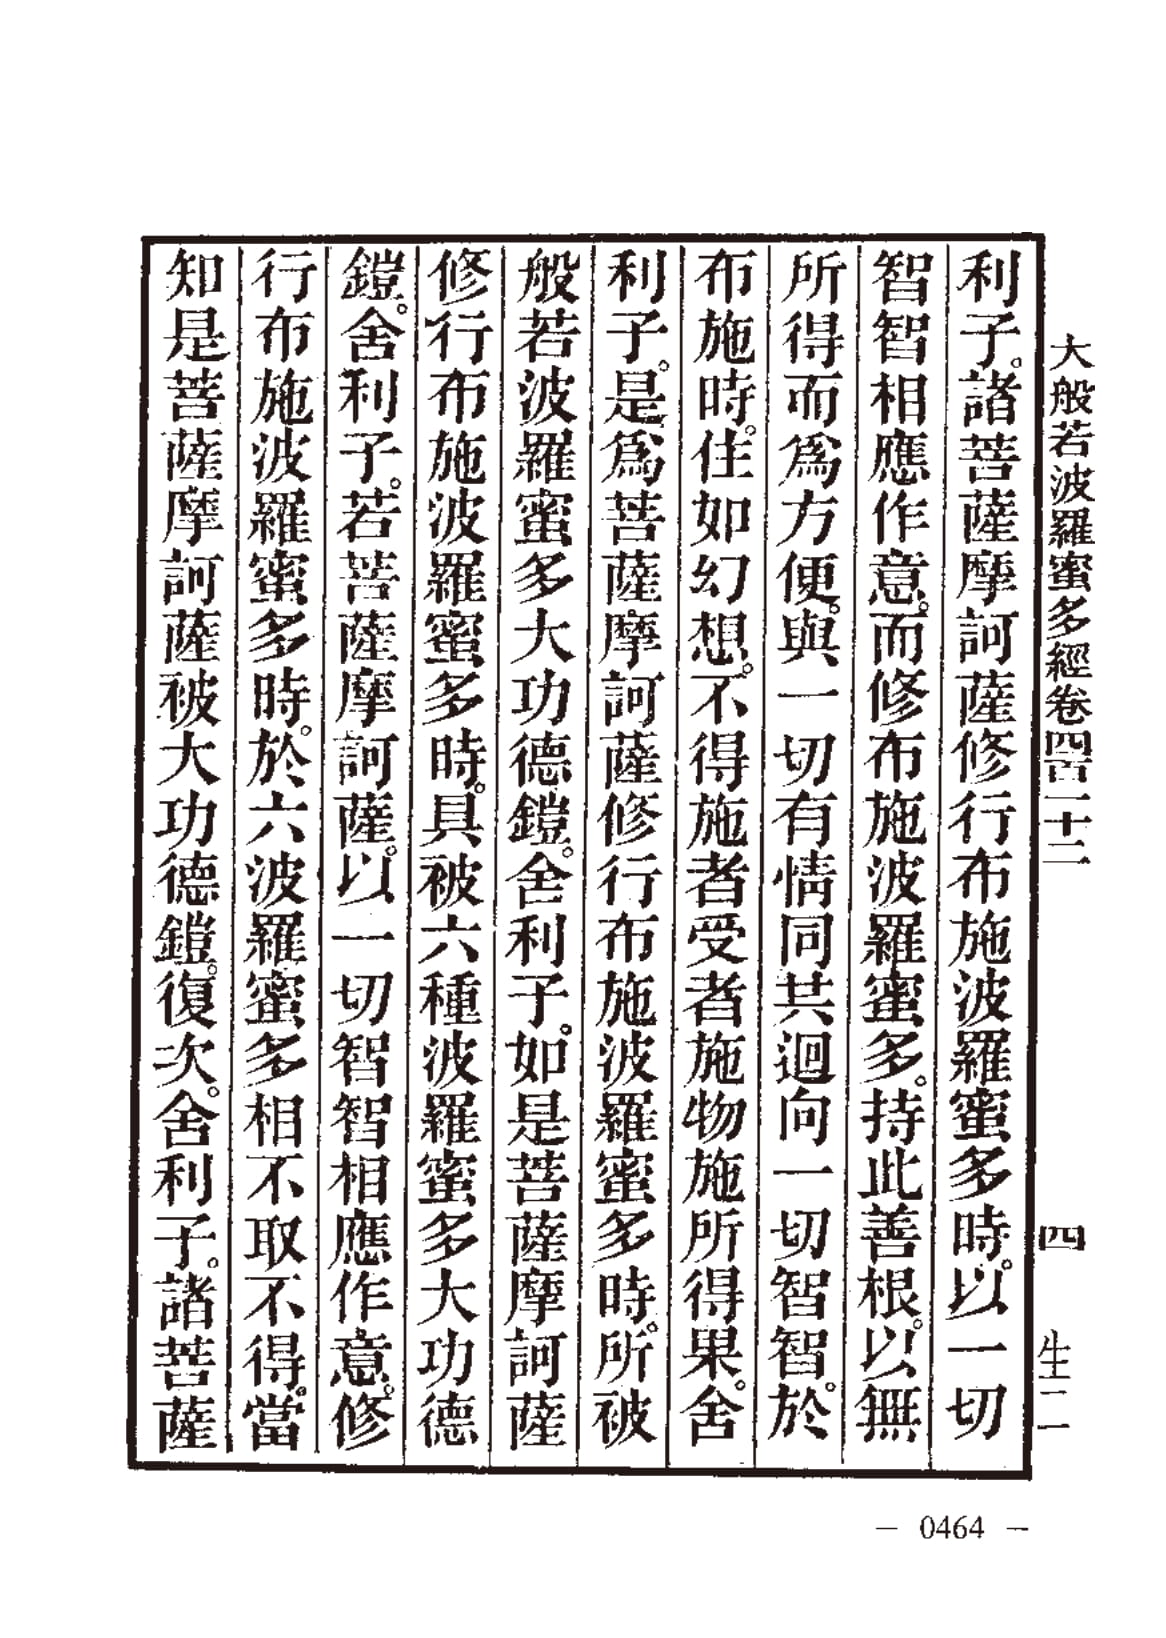 大般若波羅蜜多經卷四百一十二 四 生二
利子。諸菩薩摩訶薩修行布施波羅蜜多時。以一切
智智相應作意。而修布施波羅蜜多。持此善根。以無
所得而爲方便。與一切有情同共迴向一切智智。於
布施時。住如幻想。不得施者受者施物施所得果。舍
利子。是爲菩薩摩訶薩修行布施波羅蜜多時。所被
般若波羅蜜多大功德鎧。舍利子。如是菩薩摩訶薩
修行布施波羅蜜多時。具被六種波羅蜜多大功德
鎧。舍利子。若菩薩摩訶薩。以一切智智相應作意。修
行布施波羅蜜多時。於六波羅蜜多相不取不得。當
知是菩薩摩訶薩被大功德鎧。復次。舍利子。諸菩薩
— 0464 —